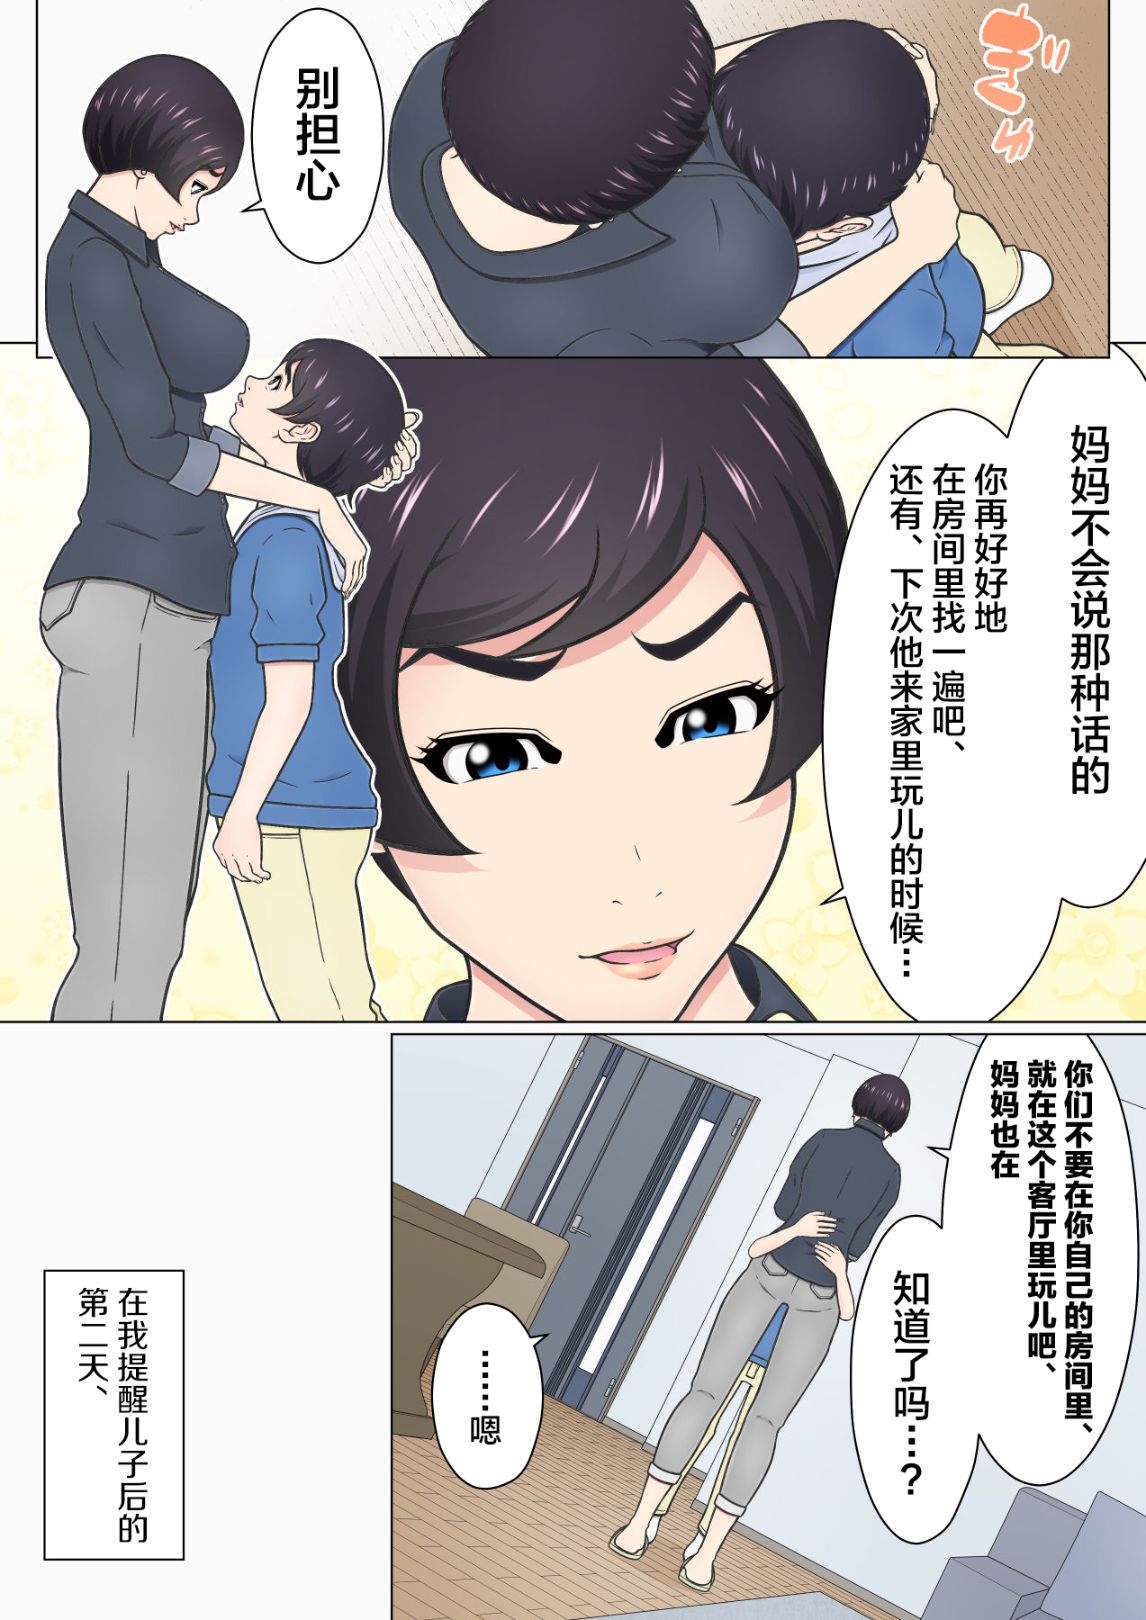 ぎゅ
别担心
妈妈不会说那种话的
你再好好地
在房间里找一遍吧、
还有、下次他来家里玩儿的时候…
你们不要在你自己的房间里、
就在这个客厅里玩儿吧、
妈妈也在
知道了吗…?
……嗯
在我提醒儿子后的
第二天、